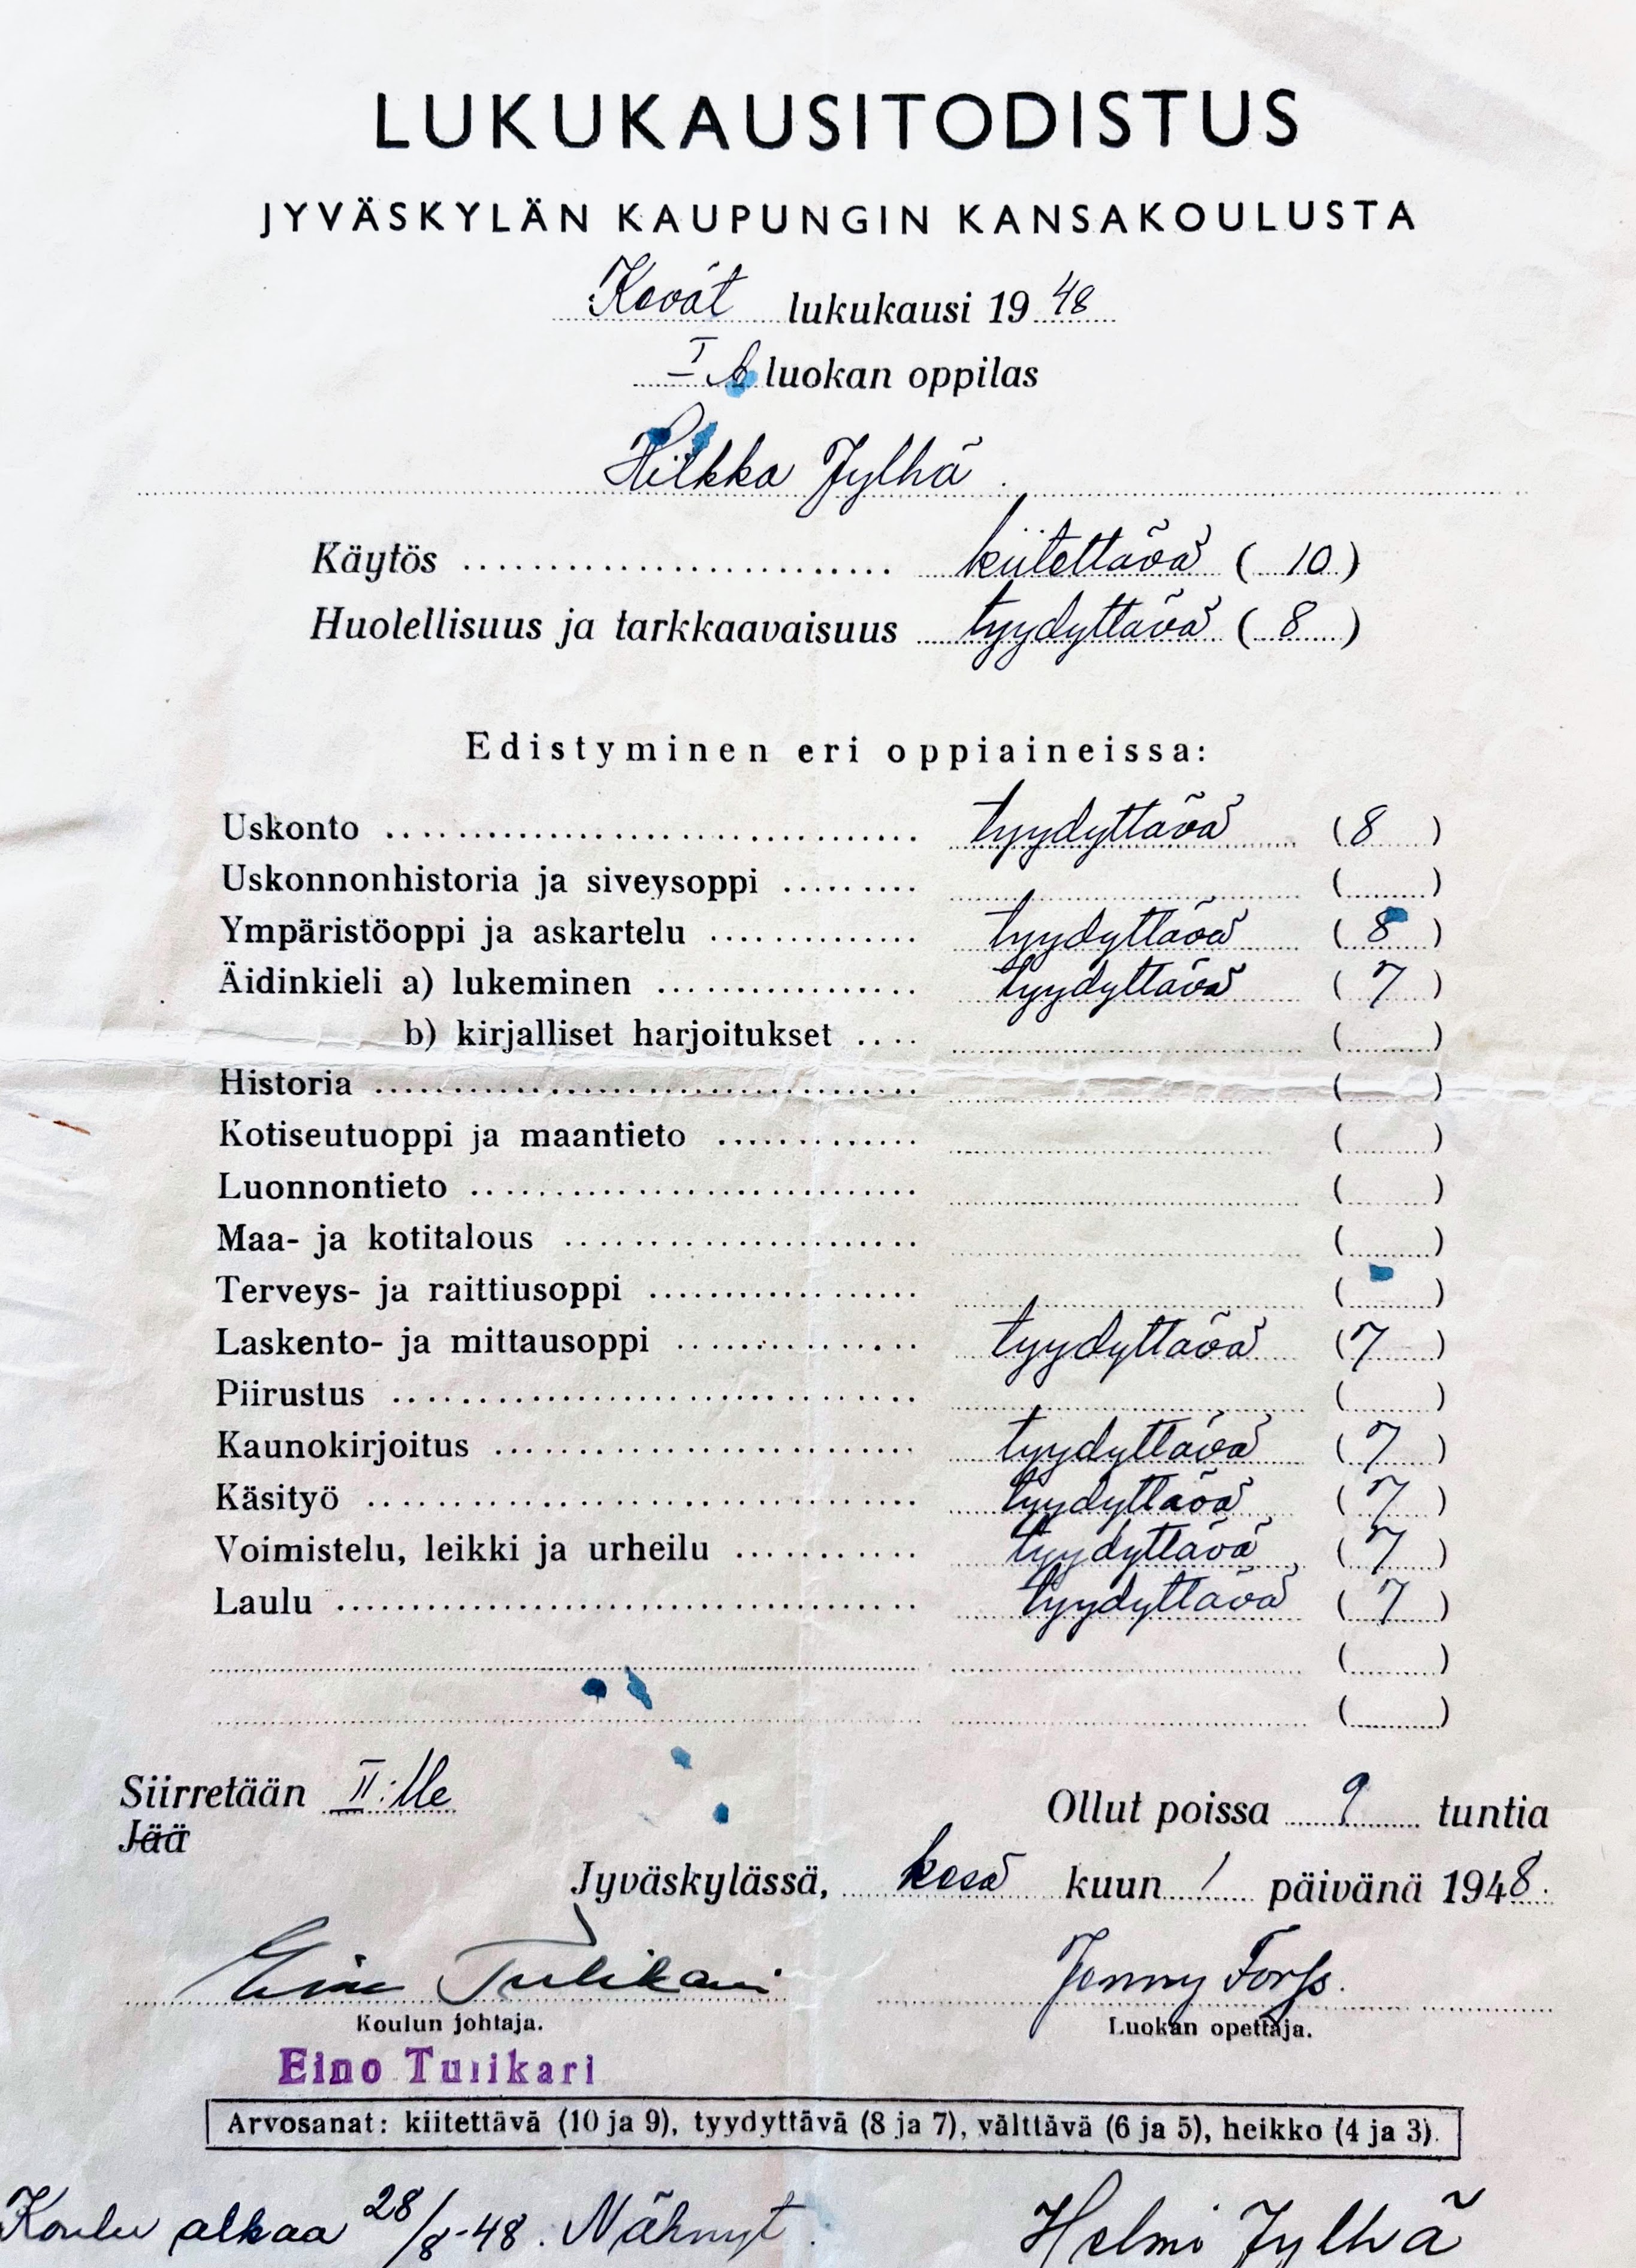 LUKUKAUSITODISTUS
JYVÄSKYLÄN KAUPUNGIN KANSAKOULUSTA
Kevät lukukausi 19 48
I b luokan oppilas
Hilkka Jylhä
Käytös .......... kiitettävä ( 10 )
Huolellisuus ja tarkkaavaisuus tyydyttävä ( 8 )
Edistyminen eri oppiaineissa:
Uskonto .......... tyydyttävä ( 8 )
Uskonnonhistoria ja siveysoppi .......... ( )
Ympäristöoppi ja askartelu .......... tyydyttävä ( 8 )
Äidinkieli a) lukeminen .......... tyydyttävä ( 7 )
b) kirjalliset harjoitukset .... ( )
Historia .......... ( )
Kotiseutuoppi ja maantieto .......... ( )
Luonnontieto .......... ( )
Maa- ja kotitalous .......... ( )
Terveys- ja raittiusoppi .......... ( )
Laskento- ja mittausoppi .......... tyydyttävä ( 7 )
Piirustus .......... ( )
Kaunokirjoitus .......... tyydyttävä ( 7 )
Käsityö .......... tyydyttävä ( 7 )
Voimistelu, leikki ja urheilu .......... tyydyttävä ( 7 )
Laulu .......... tyydyttävä ( 7 )
( )
( )
Siirretään II:lle
Jää
Ollut poissa 9 tuntia
Jyväskylässä, kesä kuun 1 päivänä 1948.
Eino Tulikari Jenny Forss.
Koulun johtaja. Luokan opettaja.
Eino Tulikari
Arvosanat: kiitettävä (10 ja 9), tyydyttävä (8 ja 7), välttävä (6 ja 5), heikko (4 ja 3).
Koulu alkaa 28/8-48. Nähnyt Helmi Jylhä